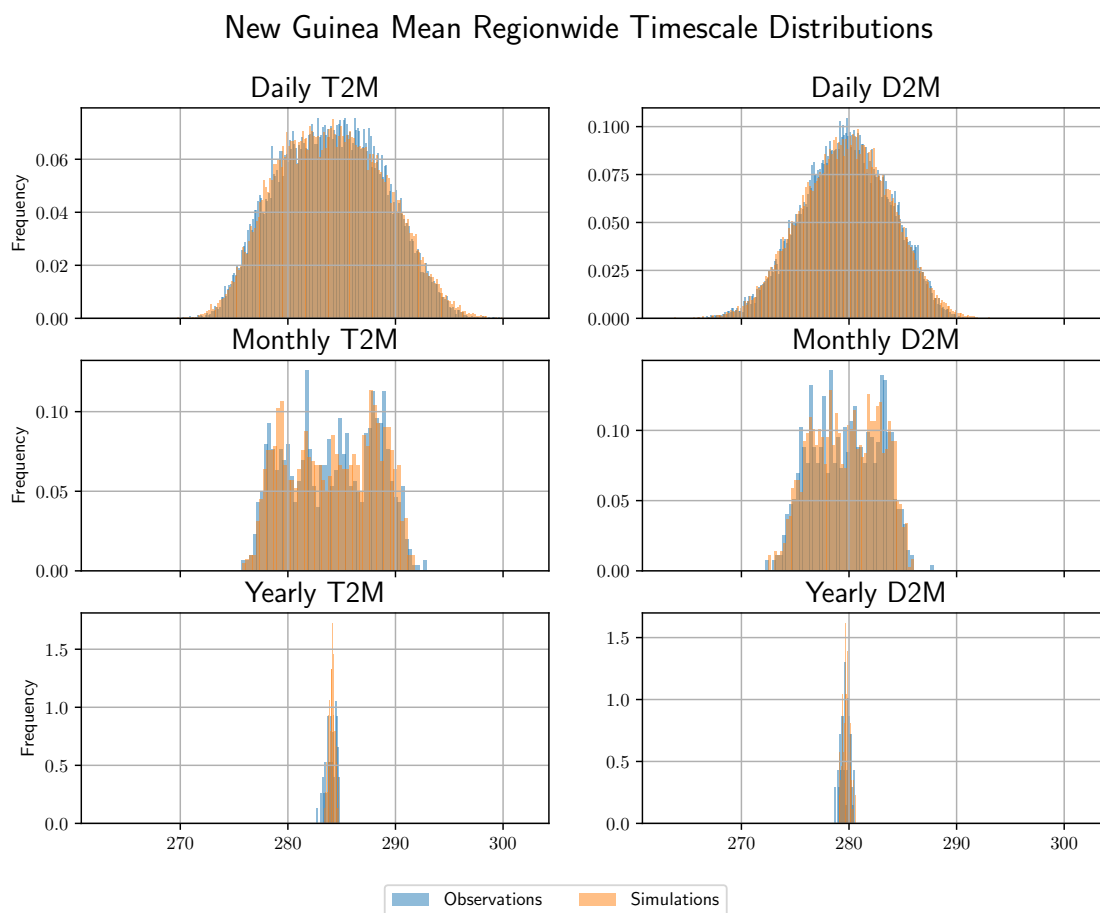 New Guinea Mean Regionwide Timescale Distributions
Daily T2M
Daily D2M
Frequency
0.06
0.04
0.02
0.00
0.100
0.075
0.050
0.025
0.000
Monthly T2M
Monthly D2M
Frequency
0.10
0.05
0.00
0.10
0.05
0.00
Yearly T2M
Yearly D2M
Frequency
1.5
1.0
0.5
0.0
1.5
1.0
0.5
0.0
270 280 290 300
270 280 290 300
Observations Simulations